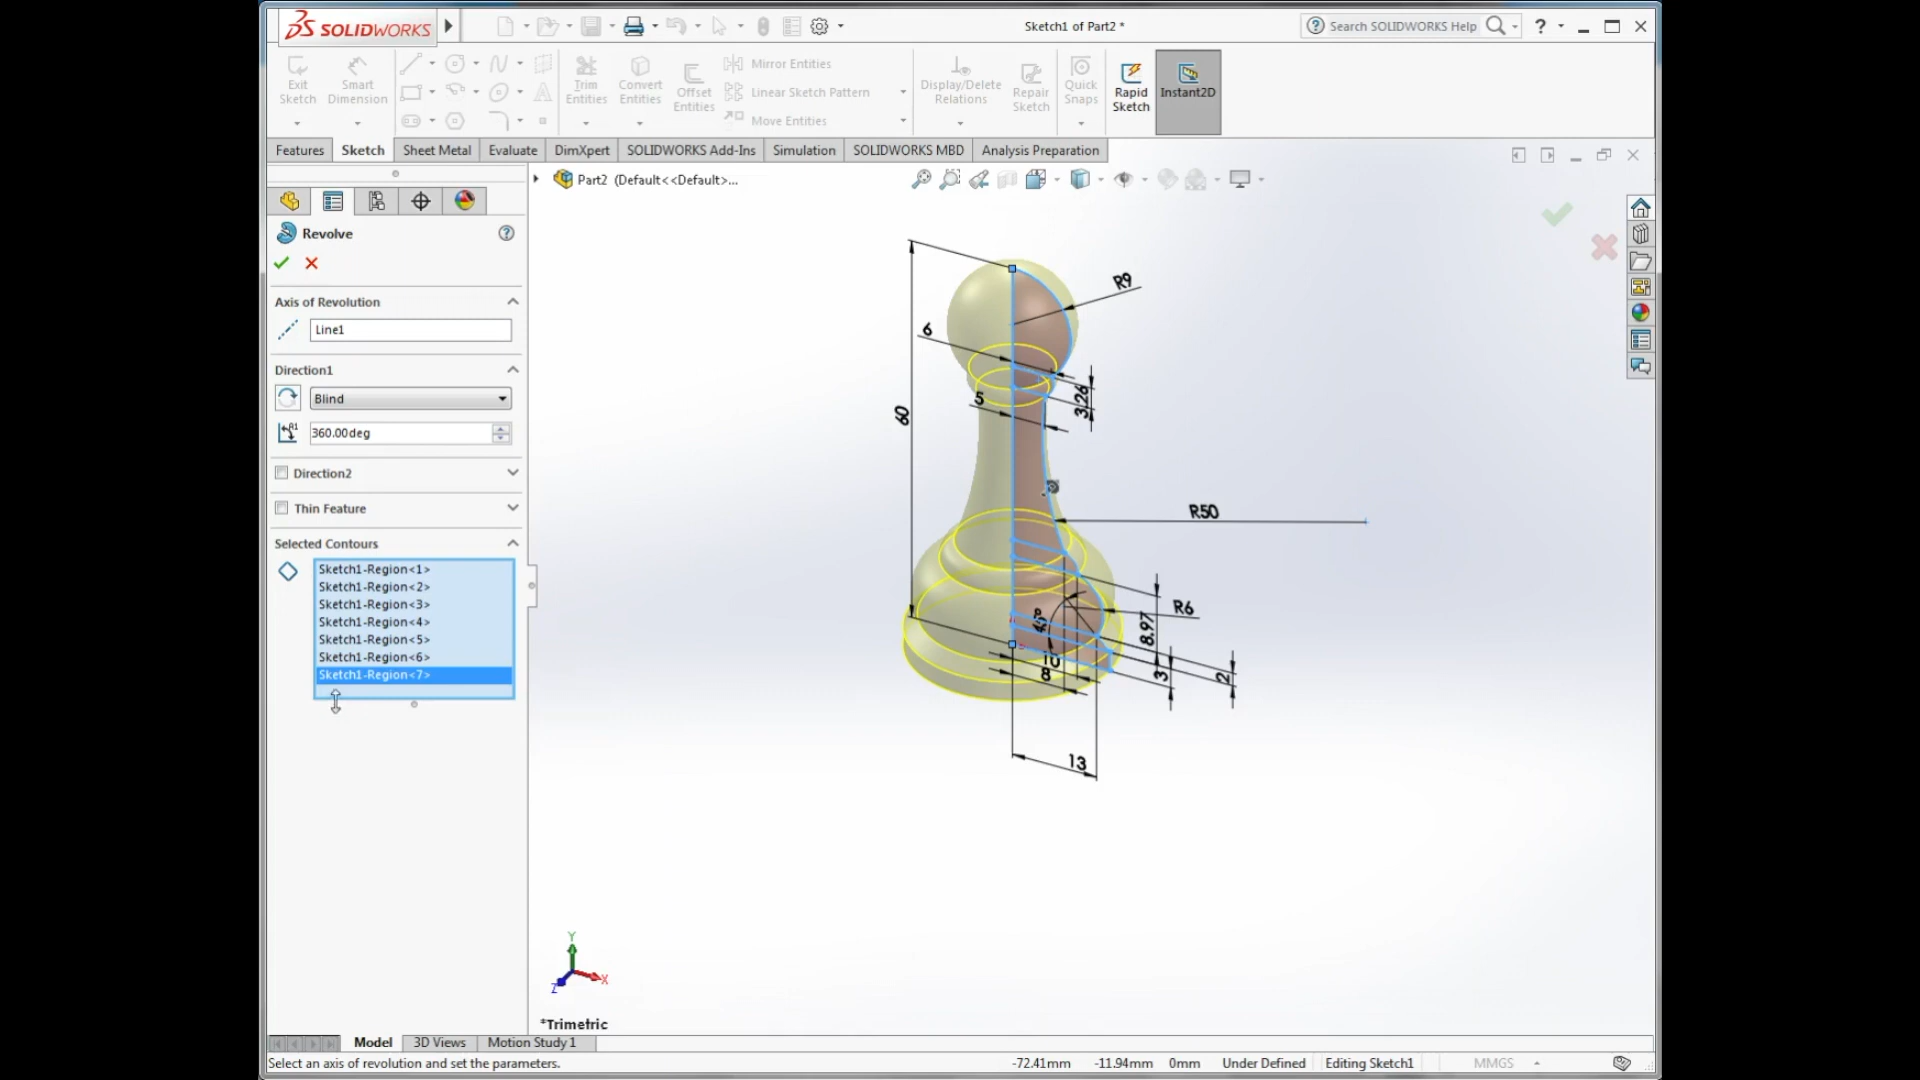 SOLIDWORKS
Sketch1 of Part2 *
Search SOLIDWORKS Help
Exit Sketch
Smart Dimension
Trim Entities
Convert Entities
Offset Entities
Mirror Entities
Linear Sketch Pattern
Move Entities
Display/Delete Relations
Repair Sketch
Quick Snaps
Rapid Sketch
Instant2D
Features
Sketch
Sheet Metal
Evaluate
DimXpert
SOLIDWORKS Add-Ins
Simulation
SOLIDWORKS MBD
Analysis Preparation
Part2 (Default<<Default>...
Revolve
Axis of Revolution
Line1
Direction1
Blind
360.00deg
Direction2
Thin Feature
Selected Contours
Sketch1-Region<1>
Sketch1-Region<2>
Sketch1-Region<3>
Sketch1-Region<4>
Sketch1-Region<5>
Sketch1-Region<6>
Sketch1-Region<7>
R9
6
60
5
3.26
R50
R6
8.97
10
8
3
2
13
Y
X
Z
*Trimetric
Model
3D Views
Motion Study 1
Select an axis of revolution and set the parameters.
-72.41mm
-11.94mm
0mm
Under Defined
Editing Sketch1
MMGS